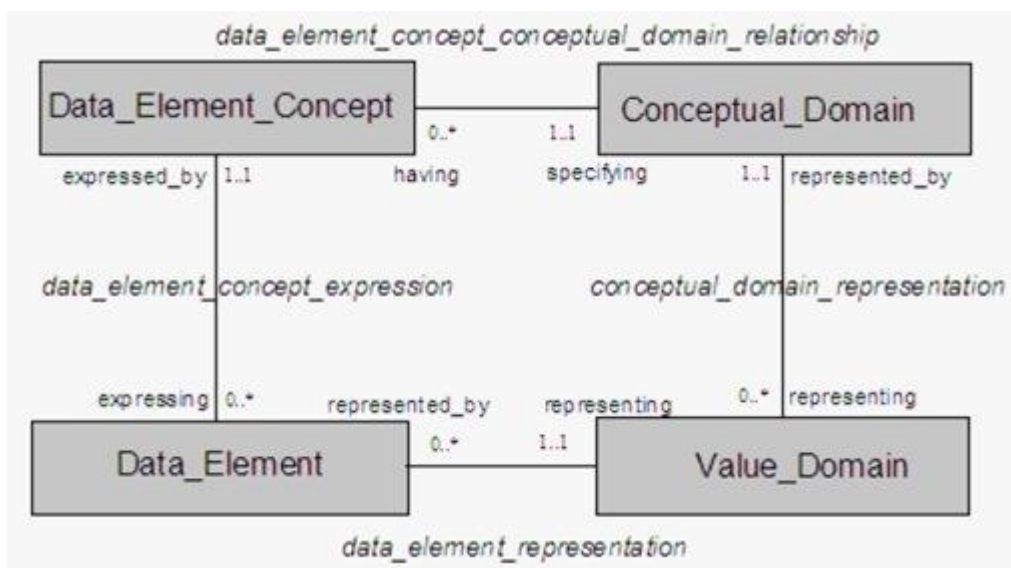 data_element_concept_conceptual_domain_relationship
Data_Element_Concept
Conceptual_Domain
0..*
1..1
expressed_by
1..1
having
specifying
1..1
represented_by
data_element_concept_expression
conceptual_domain_representation
expressing
0..*
represented_by
representing
0..*
representing
Data_Element
0..*
1..1
Value_Domain
data_element_representation